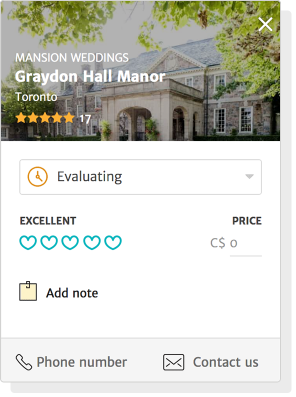 MANSION WEDDINGS
Graydon Hall Manor
Toronto
17
Evaluating
EXCELLENT PRICE
C$ 0
Add note
Phone number Contact us